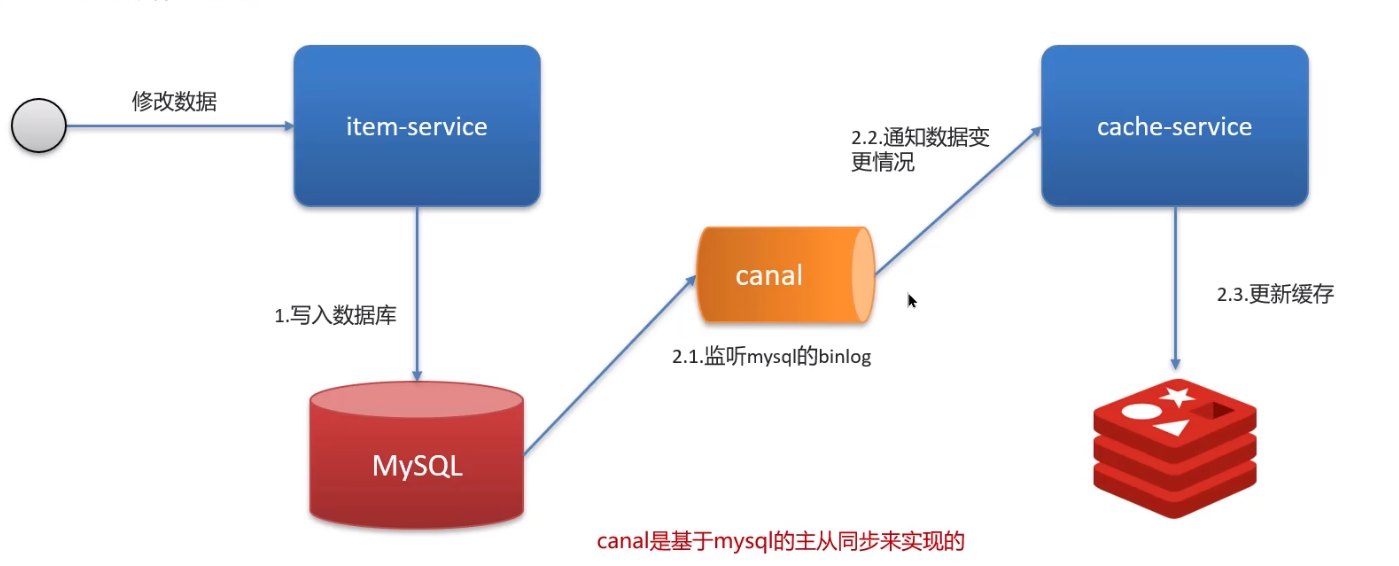 修改数据
item-service
2.2.通知数据变
更情况
cache-service
canal
1.写入数据库
2.3.更新缓存
2.1.监听mysql的binlog
MySQL
canal是基于mysql的主从同步来实现的